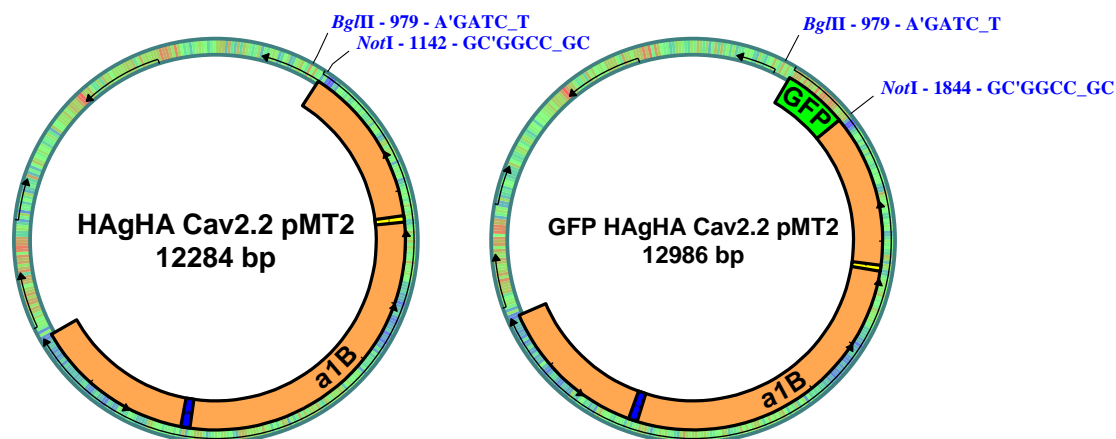 BglII - 979 - A'GATC_T
NotI - 1142 - GC'GGCC_GC
HAgHA Cav2.2 pMT2
12284 bp
a1B
BglII - 979 - A'GATC_T
NotI - 1844 - GC'GGCC_GC
GFP
GFP HAgHA Cav2.2 pMT2
12986 bp
a1B